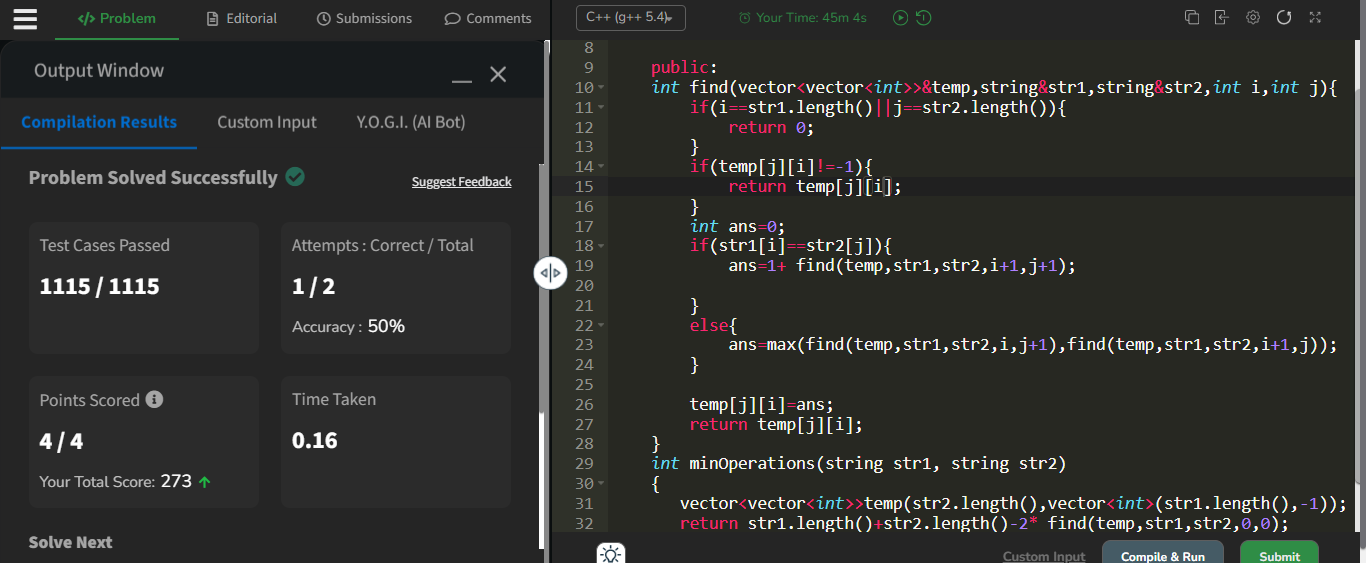 Problem
Editorial
Submissions
Comments
Output Window
Compilation Results
Custom Input
Y.O.G.I. (AI Bot)
Problem Solved Successfully
Suggest Feedback
Test Cases Passed
1115 / 1115
Attempts : Correct / Total
1 / 2
Accuracy : 50%
Points Scored
4 / 4
Your Total Score: 273
Time Taken
0.16
Solve Next
C++ (g++ 5.4)
Your Time: 45m 4s
8
9 public:
10 int find(vector<vector<int>>&temp,string&str1,string&str2,int i,int j){
11 if(i==str1.length()||j==str2.length()){
12 return 0;
13 }
14 if(temp[j][i]!=-1){
15 return temp[j][i];
16 }
17 int ans=0;
18 if(str1[i]==str2[j]){
19 ans=1+ find(temp,str1,str2,i+1,j+1);
20
21 }
22 else{
23 ans=max(find(temp,str1,str2,i,j+1),find(temp,str1,str2,i+1,j));
24 }
25
26 temp[j][i]=ans;
27 return temp[j][i];
28 }
29 int minOperations(string str1, string str2)
30 {
31 vector<vector<int>>temp(str2.length(),vector<int>(str1.length(),-1));
32 return str1.length()+str2.length()-2* find(temp,str1,str2,0,0);
Custom Input
Compile & Run
Submit